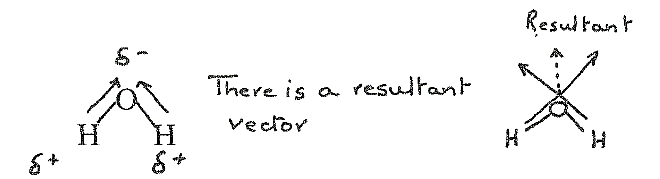 Resultant
δ-
O
There is a resultant
vector
H H
δ+ δ+
O
H H